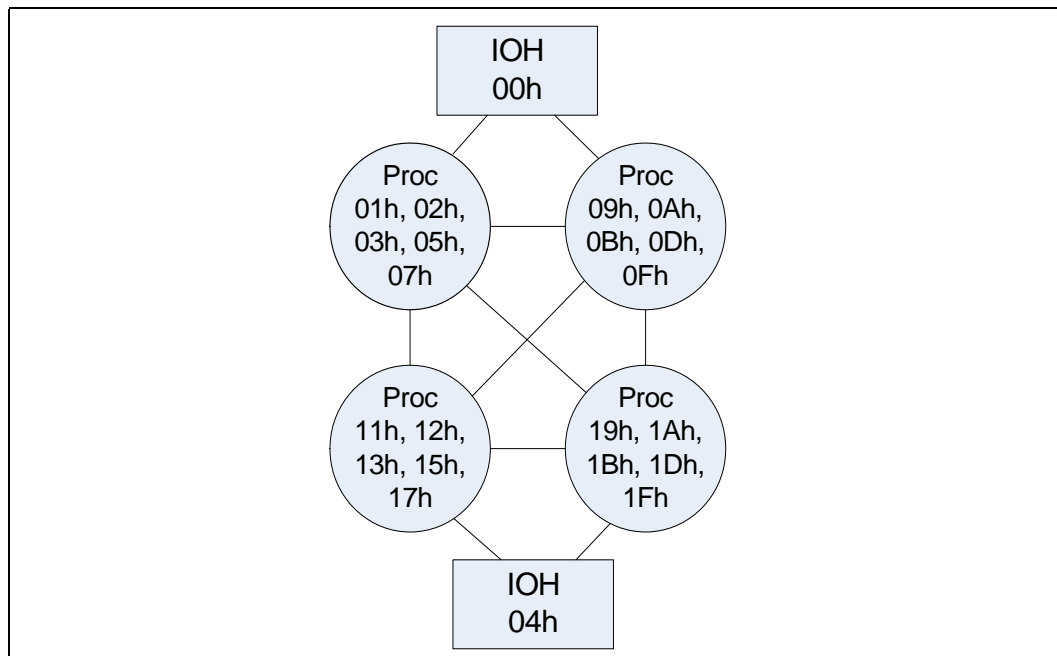 IOH
00h
Proc
01h, 02h,
03h, 05h,
07h
Proc
09h, 0Ah,
0Bh, 0Dh,
0Fh
Proc
11h, 12h,
13h, 15h,
17h
Proc
19h, 1Ah,
1Bh, 1Dh,
1Fh
IOH
04h